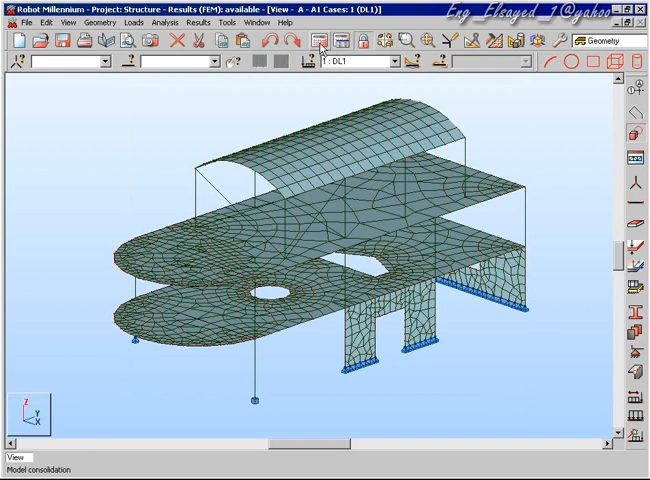 Robot Millennium - Project: Structure - Results (FEM): available - [View - A - A1 Cases: 1 (DL1)]
Eng_Elsayed_1@yahoo
File Edit View Geometry Loads Analysis Results Tools Window Help
Geometry
1 : DL1
Z
Y
X
View
Model consolidation